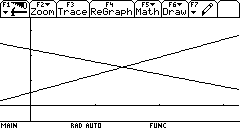 F1 F2 Zoom F3 Trace F4 ReGraph F5 Math F6 Draw F7
MAIN RAD AUTO FUNC